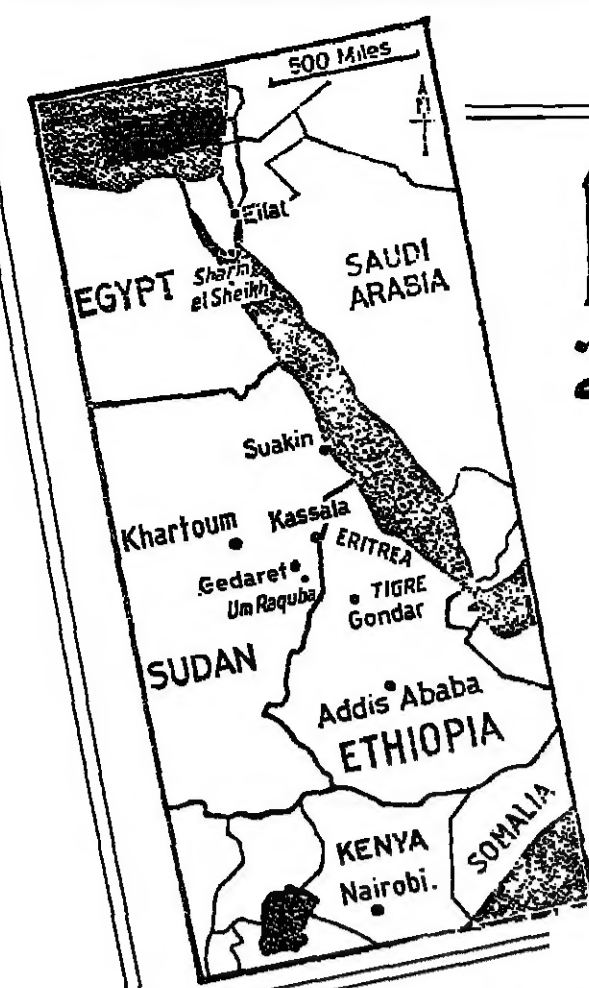 500 Miles
N
Eilat
SAUDI
ARABIA
EGYPT
Sharm
el Sheikh
Suakin
Khartoum
Kassala
ERITREA
Gedaret
Um Raquba
TIGRE
Gondar
SUDAN
Addis Ababa
ETHIOPIA
KENYA
Nairobi.
SOMALIA